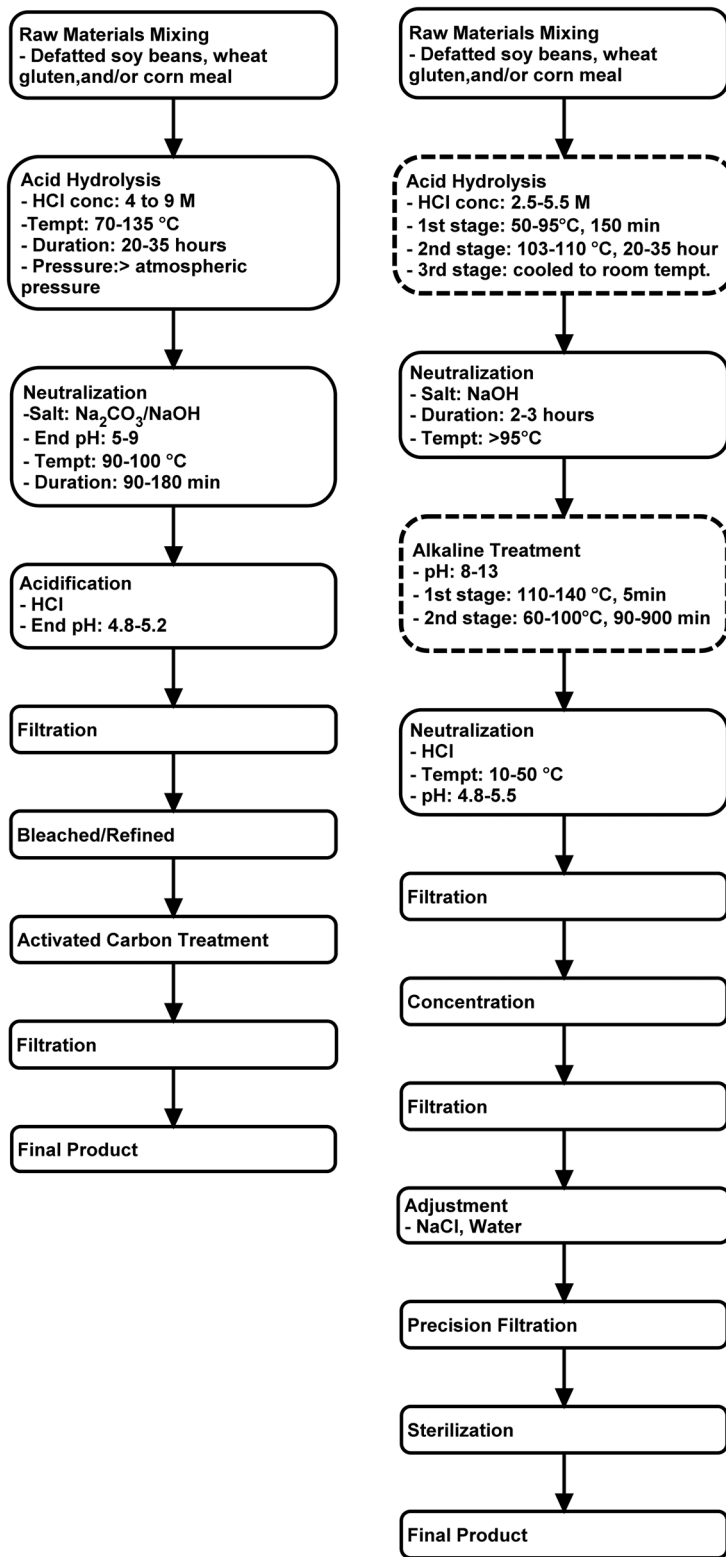 Raw Materials Mixing
- Defatted soy beans, wheat
gluten,and/or corn meal
Acid Hydrolysis
- HCl conc: 4 to 9 M
-Tempt: 70-135 °C
- Duration: 20-35 hours
- Pressure:> atmospheric
pressure
Neutralization
-Salt: Na₂CO₃/NaOH
- End pH: 5-9
- Tempt: 90-100 °C
- Duration: 90-180 min
Acidification
- HCl
- End pH: 4.8-5.2
Filtration
Bleached/Refined
Activated Carbon Treatment
Filtration
Final Product
Raw Materials Mixing
- Defatted soy beans, wheat
gluten,and/or corn meal
Acid Hydrolysis
- HCl conc: 2.5-5.5 M
- 1st stage: 50-95°C, 150 min
- 2nd stage: 103-110 °C, 20-35 hour
- 3rd stage: cooled to room tempt.
Neutralization
- Salt: NaOH
- Duration: 2-3 hours
- Tempt: >95°C
Alkaline Treatment
- pH: 8-13
- 1st stage: 110-140 °C, 5min
- 2nd stage: 60-100°C, 90-900 min
Neutralization
- HCl
- Tempt: 10-50 °C
- pH: 4.8-5.5
Filtration
Concentration
Filtration
Adjustment
- NaCl, Water
Precision Filtration
Sterilization
Final Product